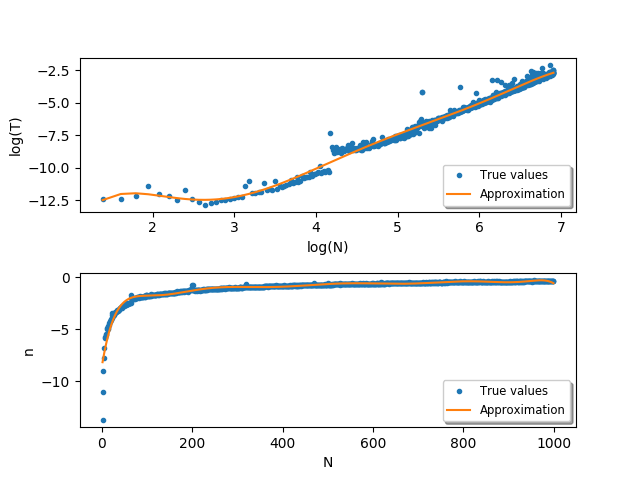 −2.5
−5.0
−7.5
−10.0
−12.5
log(T)
True values
Approximation
2
3
4
5
6
7
log(N)
0
−5
−10
n
True values
Approximation
0
200
400
600
800
1000
N